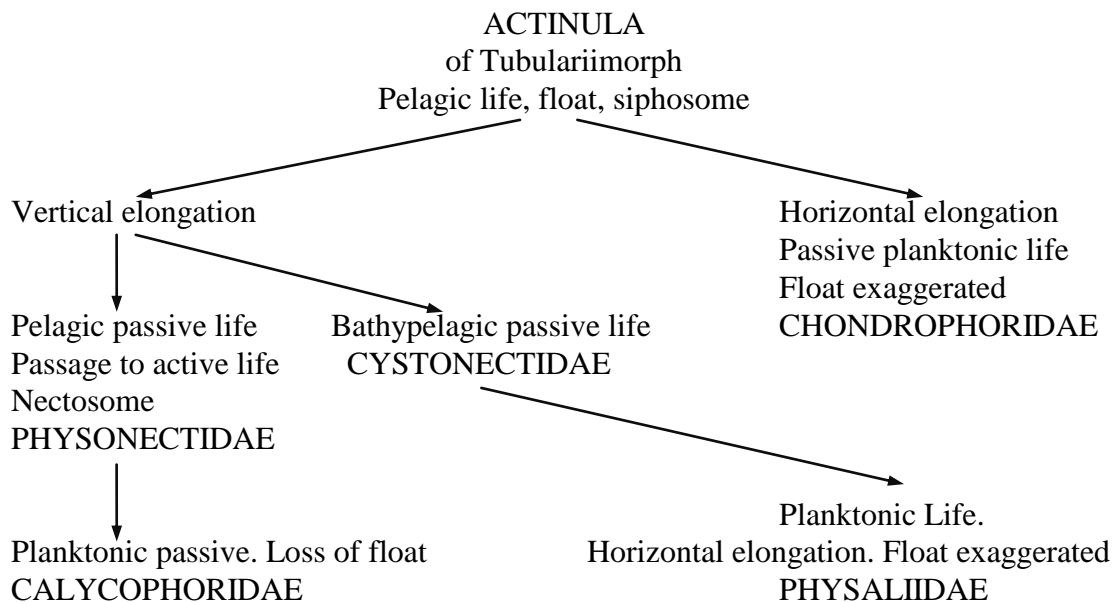 ACTINULA
of Tubulariimorph
Pelagic life, float, siphosome
Vertical elongation
Horizontal elongation
Passive planktonic life
Float exaggerated
CHONDROPHORIDAE
Pelagic passive life
Passage to active life
Nectosome
PHYSONECTIDAE
Bathypelagic passive life
CYSTONECTIDAE
Planktonic passive. Loss of float
CALYCOPHORIDAE
Planktonic Life.
Horizontal elongation. Float exaggerated
PHYSALIIDAE